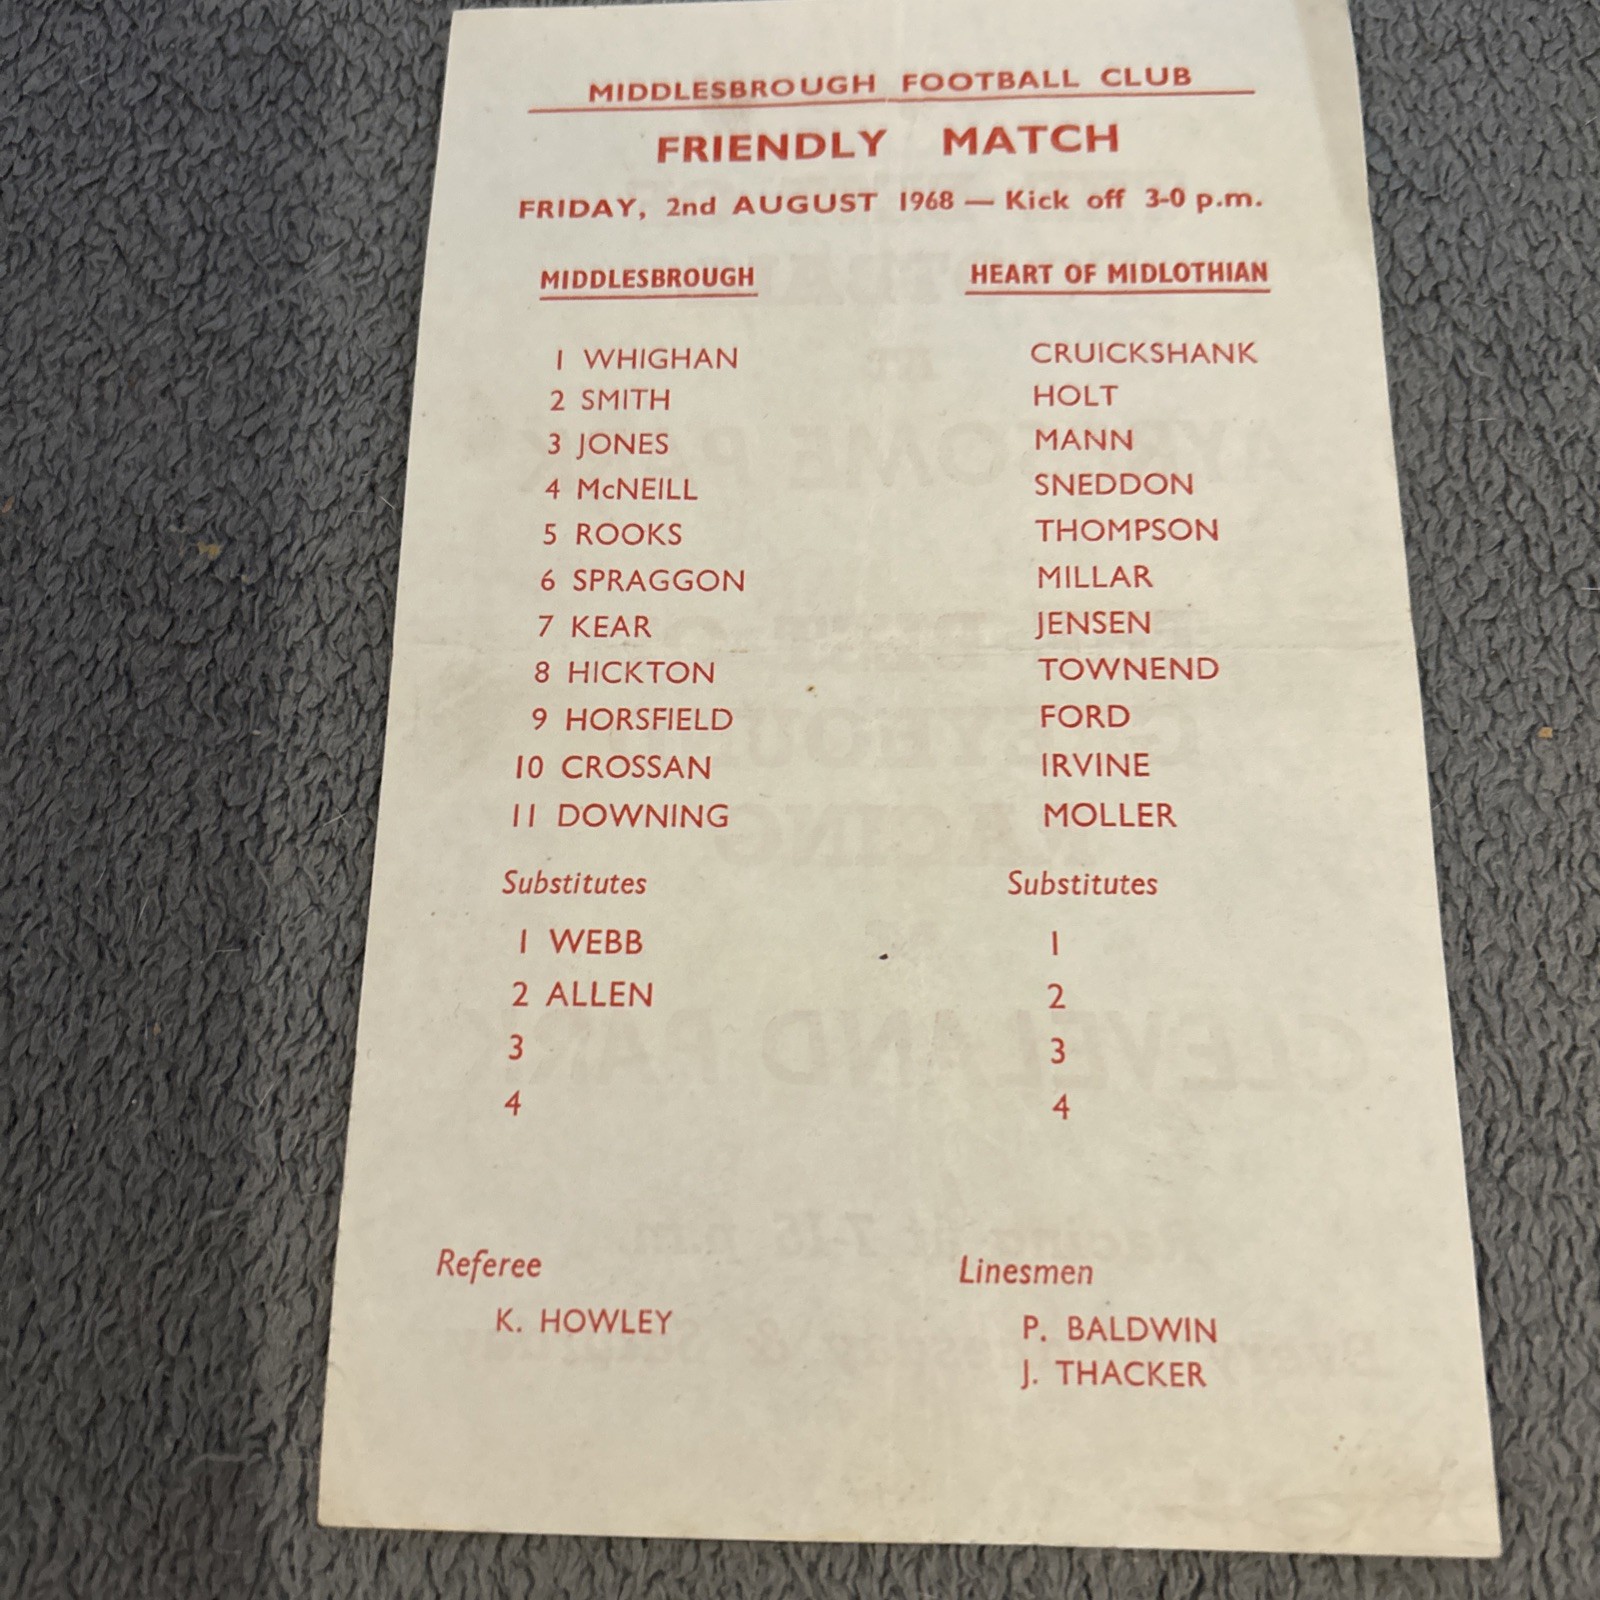 MIDDLESBROUGH FOOTBALL CLUB
FRIENDLY MATCH
FRIDAY, 2nd AUGUST 1968 — Kick off 3-0 p.m.
MIDDLESBROUGH HEART OF MIDLOTHIAN
1 WHIGHAN CRUICKSHANK
2 SMITH HOLT
3 JONES MANN
4 McNEILL SNEDDON
5 ROOKS THOMPSON
6 SPRAGGON MILLAR
7 KEAR JENSEN
8 HICKTON TOWNEND
9 HORSFIELD FORD
10 CROSSAN IRVINE
11 DOWNING MOLLER
Substitutes Substitutes
1 WEBB 1
2 ALLEN 2
3 3
4 4
Referee Linesmen
K. HOWLEY P. BALDWIN
J. THACKER